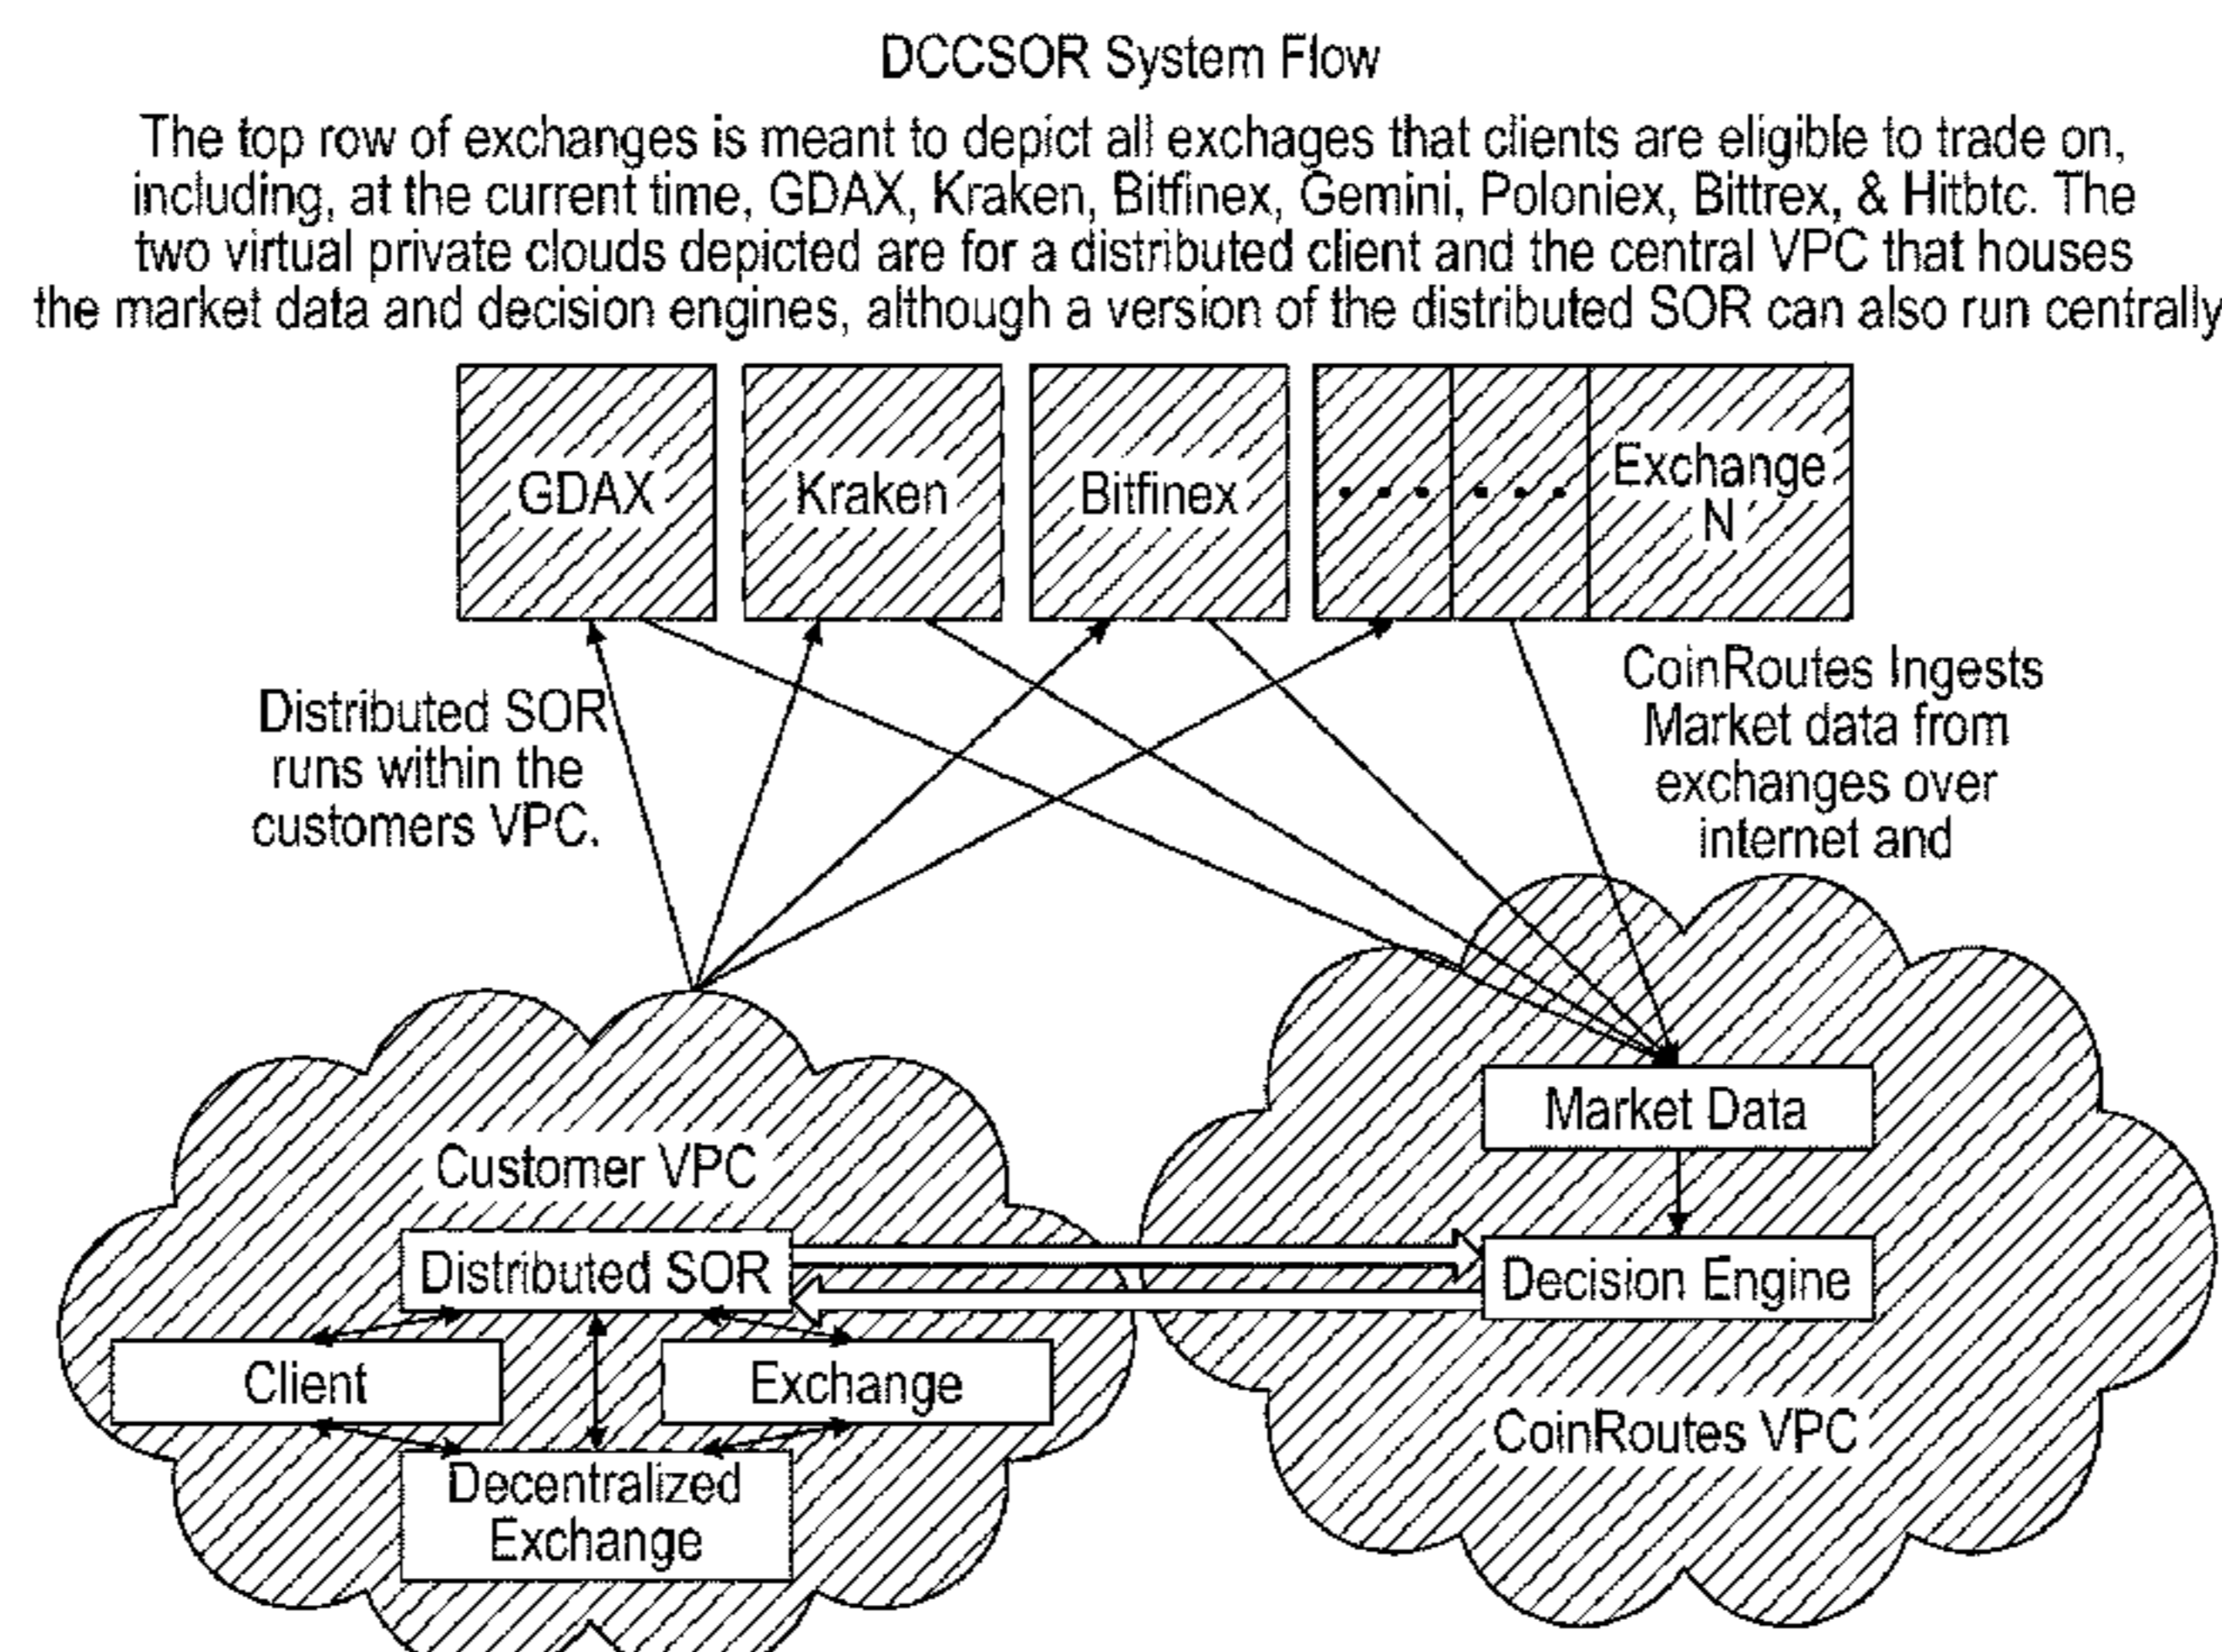 DCCSOR System Flow
The top row of exchanges is meant to depict all exchages that clients are eligible to trade on,
including, at the current time, GDAX, Kraken, Bitfinex, Gemini, Poloniex, Bittrex, & Hitbtc. The
two virtual private clouds depicted are for a distributed client and the central VPC that houses
the market data and decision engines, although a version of the distributed SOR can also run centrally
GDAX
Kraken
Bitfinex
• • •
• • •
Exchange
N
Distributed SOR
runs within the
customers VPC.
CoinRoutes Ingests
Market data from
exchanges over
internet and
Customer VPC
Distributed SOR
Client
Exchange
Decentralized
Exchange
Market Data
Decision Engine
CoinRoutes VPC